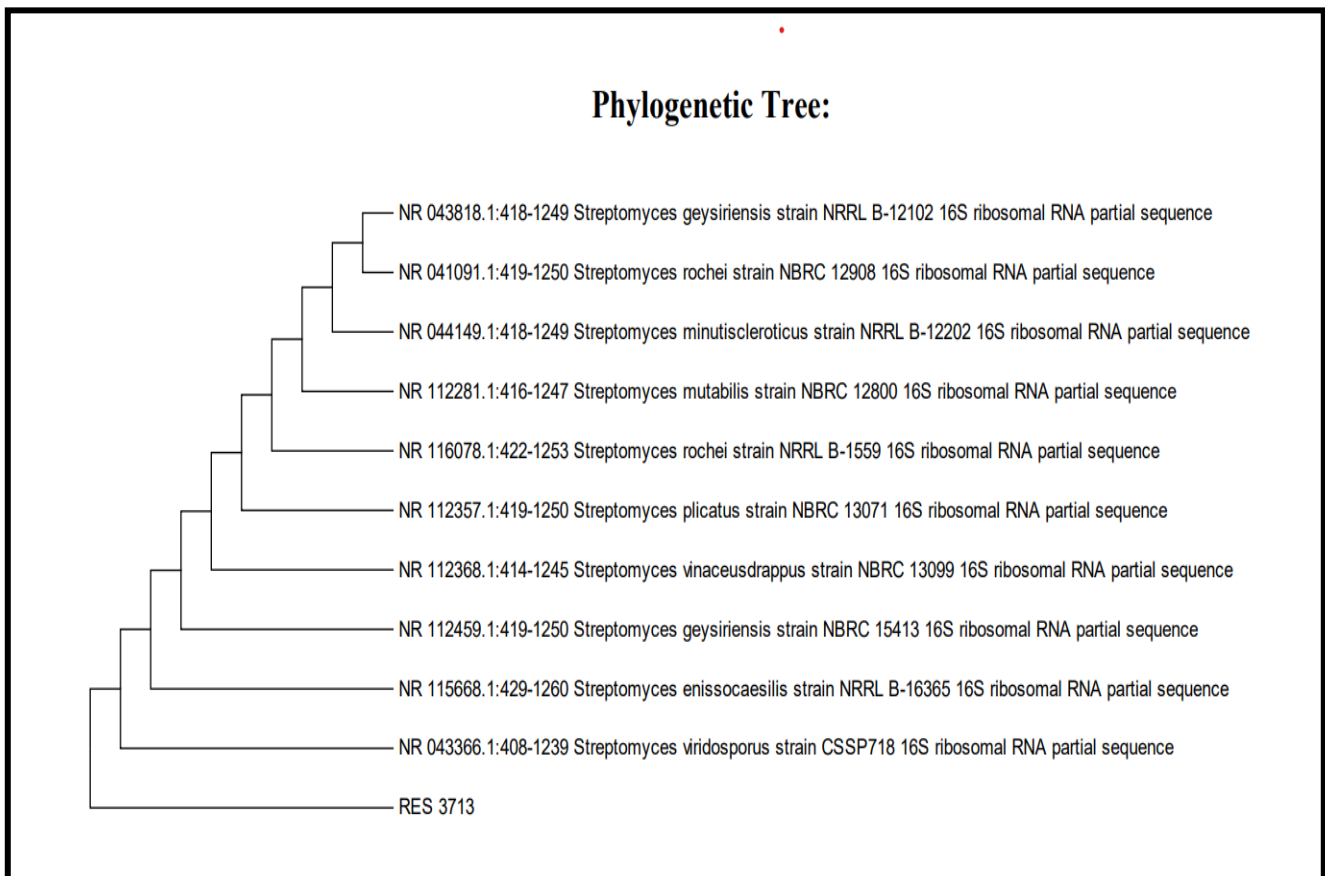 Phylogenetic Tree:
NR 043818.1:418-1249 Streptomyces geysiriensis strain NRRL B-12102 16S ribosomal RNA partial sequence
NR 041091.1:419-1250 Streptomyces rochei strain NBRC 12908 16S ribosomal RNA partial sequence
NR 044149.1:418-1249 Streptomyces minutiscleroticus strain NRRL B-12202 16S ribosomal RNA partial sequence
NR 112281.1:416-1247 Streptomyces mutabilis strain NBRC 12800 16S ribosomal RNA partial sequence
NR 116078.1:422-1253 Streptomyces rochei strain NRRL B-1559 16S ribosomal RNA partial sequence
NR 112357.1:419-1250 Streptomyces plicatus strain NBRC 13071 16S ribosomal RNA partial sequence
NR 112368.1:414-1245 Streptomyces vinaceusdrappus strain NBRC 13099 16S ribosomal RNA partial sequence
NR 112459.1:419-1250 Streptomyces geysiriensis strain NBRC 15413 16S ribosomal RNA partial sequence
NR 115668.1:429-1260 Streptomyces enissocaesilis strain NRRL B-16365 16S ribosomal RNA partial sequence
NR 043366.1:408-1239 Streptomyces viridosporus strain CSSP718 16S ribosomal RNA partial sequence
RES 3713